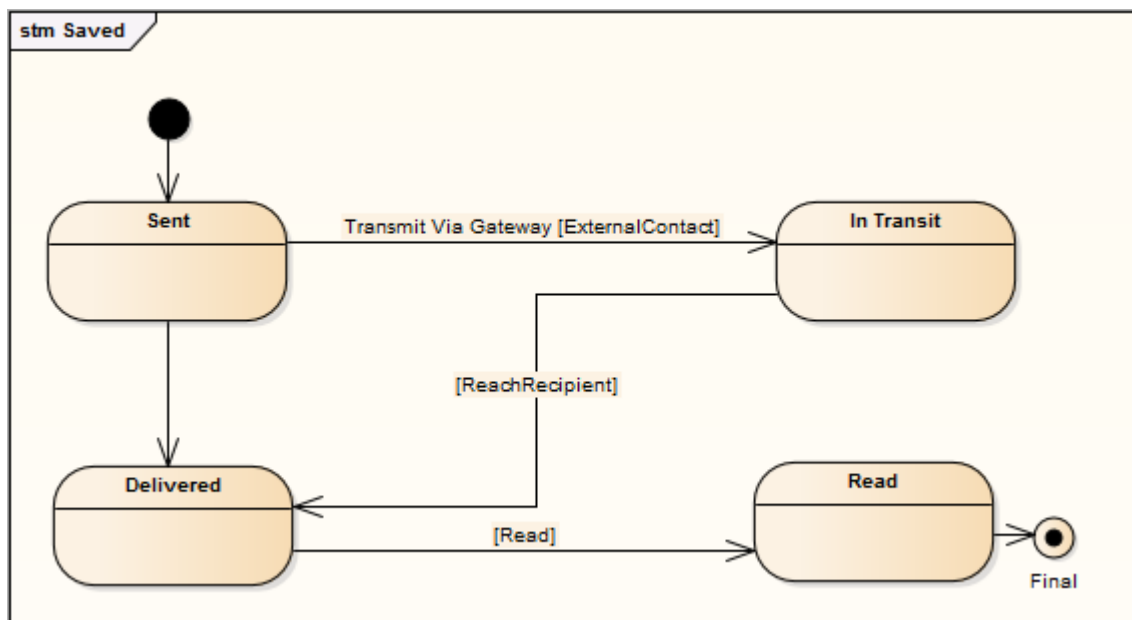 stm Saved
Sent
Transmit Via Gateway [ExternalContact]
In Transit
[ReachRecipient]
Delivered
[Read]
Read
Final